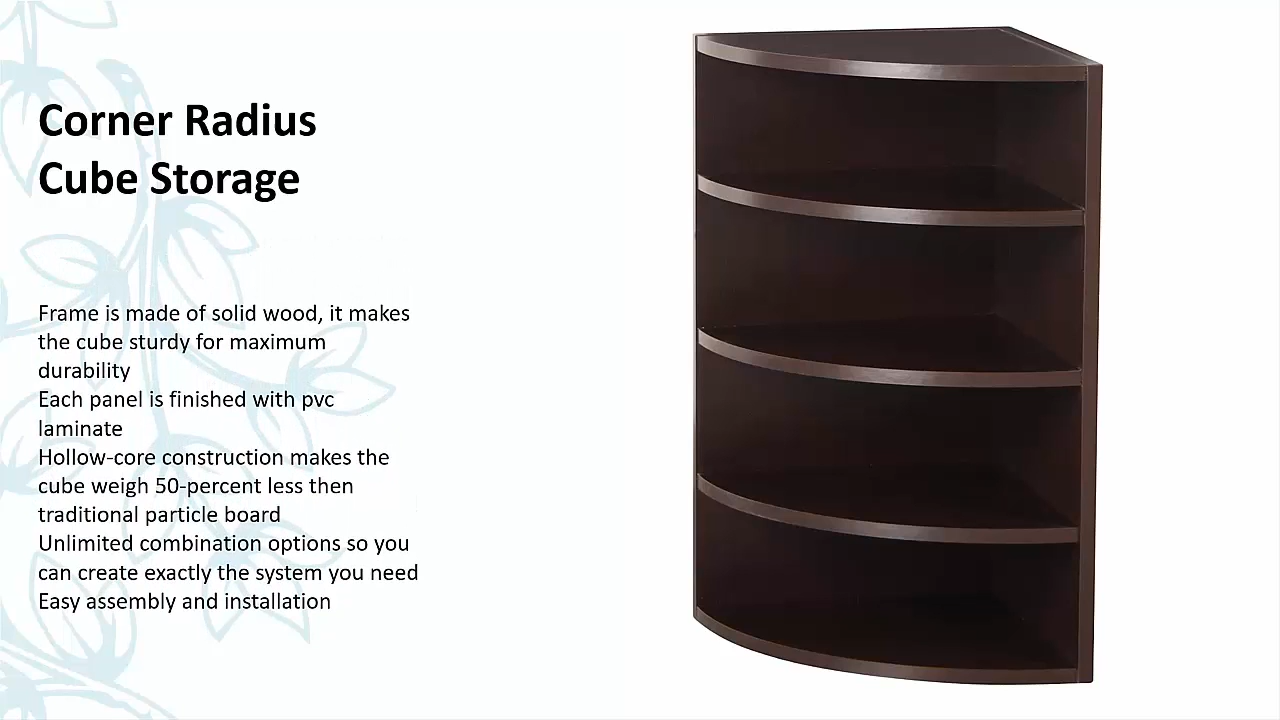 Corner Radius
Cube Storage
Frame is made of solid wood, it makes
the cube sturdy for maximum
durability
Each panel is finished with pvc
laminate
Hollow-core construction makes the
cube weigh 50-percent less then
traditional particle board
Unlimited combination options so you
can create exactly the system you need
Easy assembly and installation